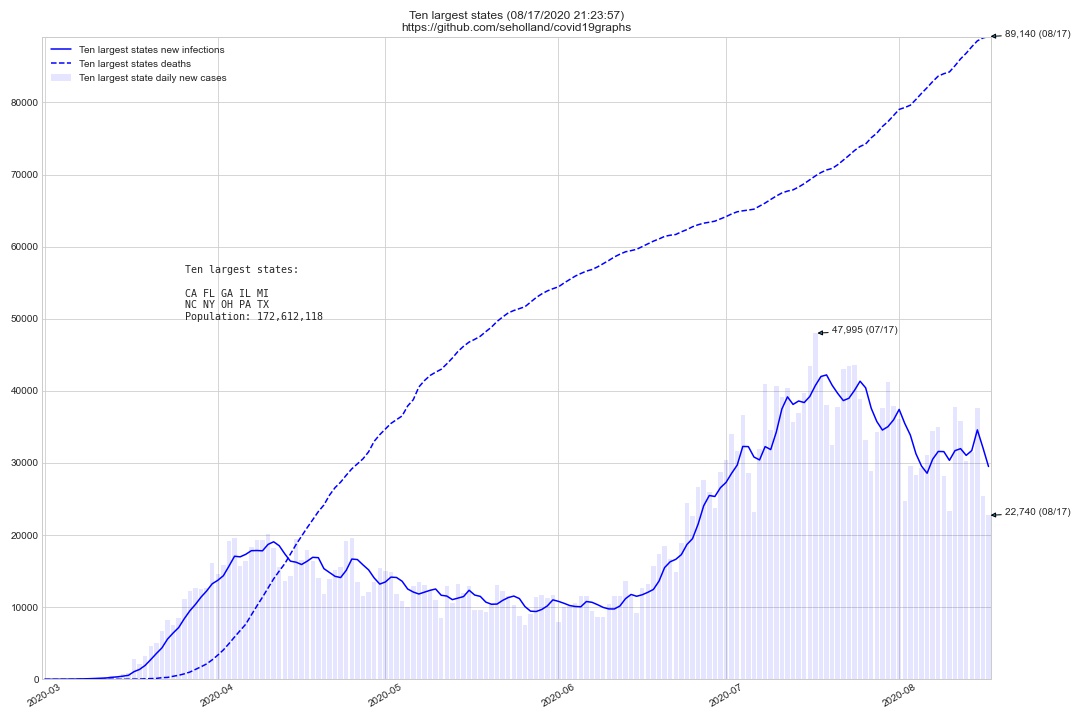 Ten largest states (08/17/2020 21:23:57)
https://github.com/seholland/covid19graphs
Ten largest states new infections
Ten largest states deaths
Ten largest state daily new cases
89,140 (08/17)
80000
70000
60000
50000
40000
30000
20000
10000
0
Ten largest states:
CA FL GA IL MI
NC NY OH PA TX
Population: 172,612,118
47,995 (07/17)
22,740 (08/17)
2020-03
2020-04
2020-05
2020-06
2020-07
2020-08